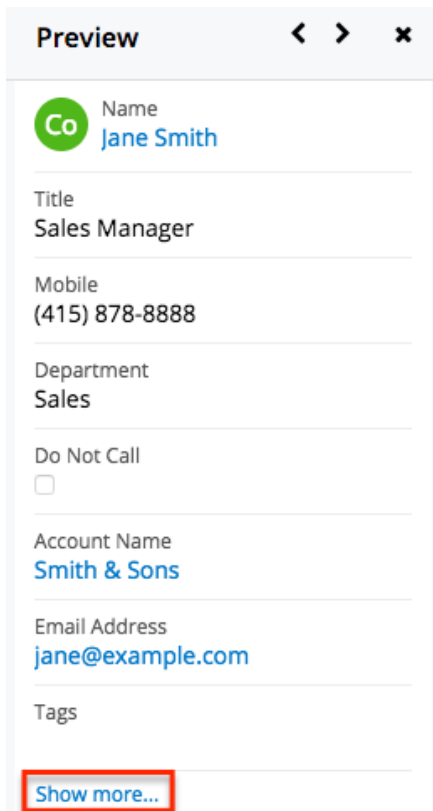 Preview
Co
Name
Jane Smith
Title
Sales Manager
Mobile
(415) 878-8888
Department
Sales
Do Not Call
Account Name
Smith & Sons
Email Address
jane@example.com
Tags
Show more...